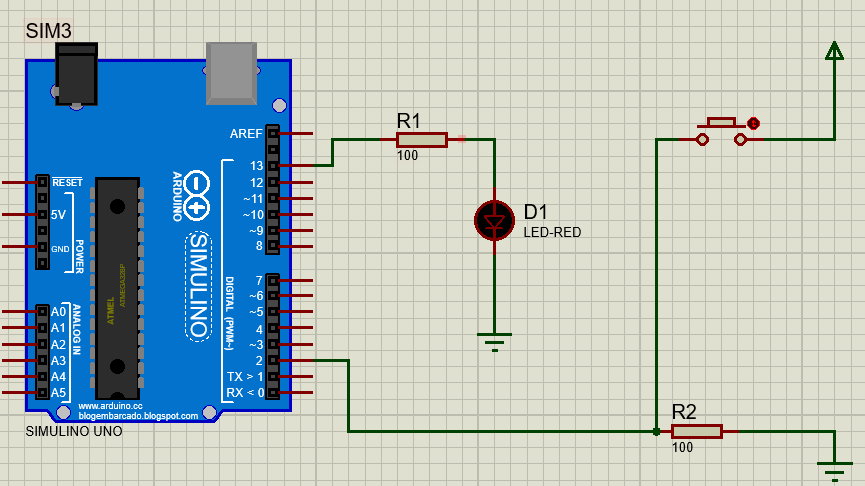 SIM3
AREF
13
12
~11
~10
~9
8
RESET
5V
GND
POWER
ARDUINO
SIMULINO
ATMEL
ATMEGA328P
DIGITAL (PWM~)
7
~6
~5
4
~3
2
TX > 1
RX < 0
A0
A1
A2
A3
A4
A5
ANALOG IN
www.arduino.cc
blogembarcado.blogspot.com
SIMULINO UNO
R1
100
D1
LED-RED
R2
100